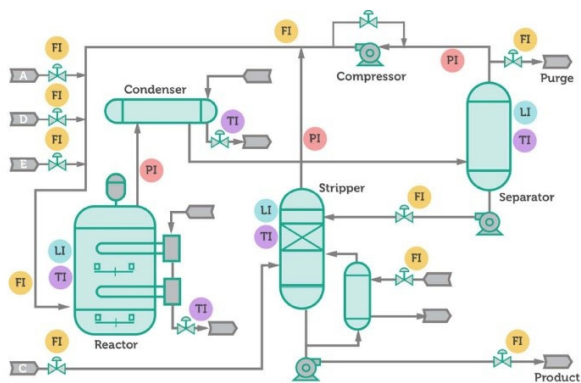 FI
FI
FI
Compressor
PI
Purge
A
FI
Condenser
D
FI
TI
LI
TI
E
PI
PI
Stripper
Separator
LI
FI
TI
LI
TI
FI
FI
TI
Reactor
FI
FI
C
Product